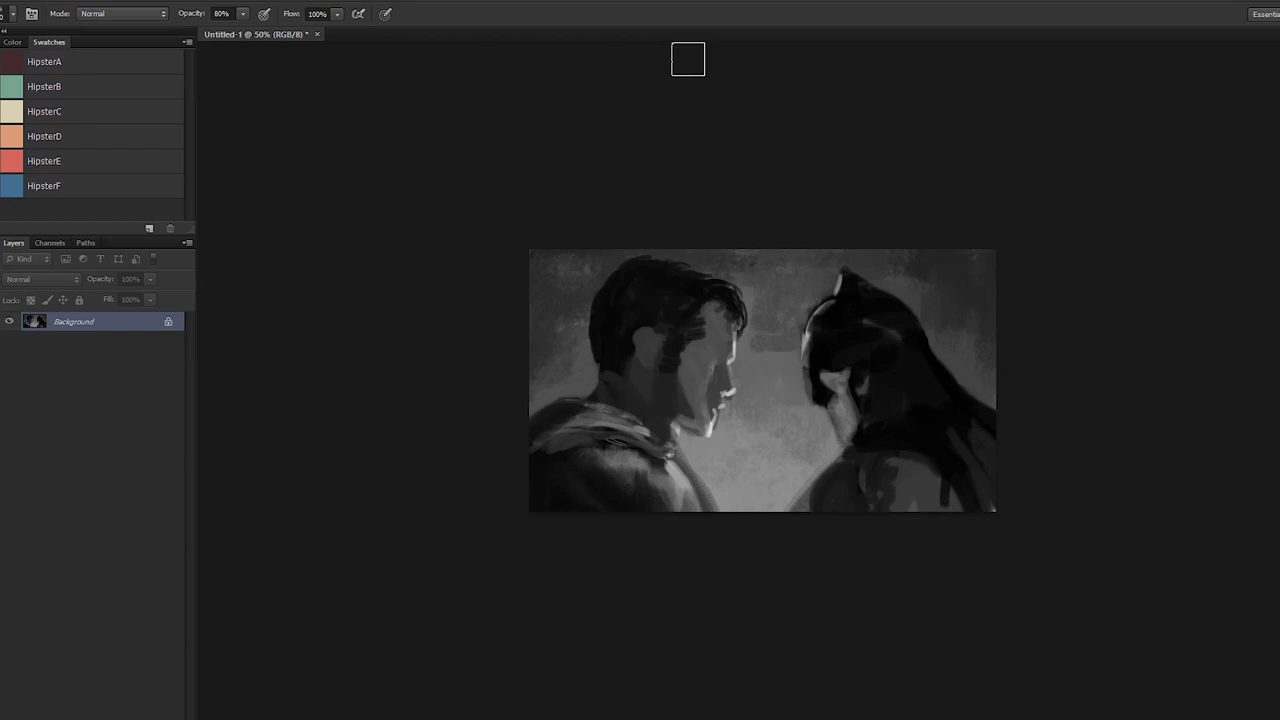 Mode: Normal Opacity: 80% Flow: 100% Essentia
Untitled-1 @ 50% (RGB/8) * ×
Color Swatches
HipsterA
HipsterB
HipsterC
HipsterD
HipsterE
HipsterF
Layers Channels Paths
Kind
Normal Opacity: 100%
Lock: Fill: 100%
Background